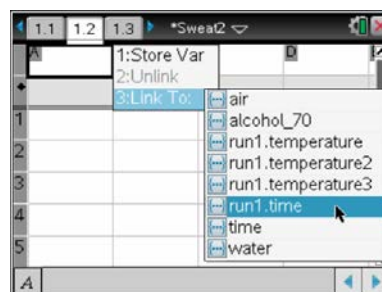 1.1 1.2 1.3 *Sweat2
A D
1:Store Var
2:Unlink
3:Link To:
air
alcohol_70
run1.temperature
run1.temperature2
run1.temperature3
run1.time
time
water
1
2
3
4
5
A